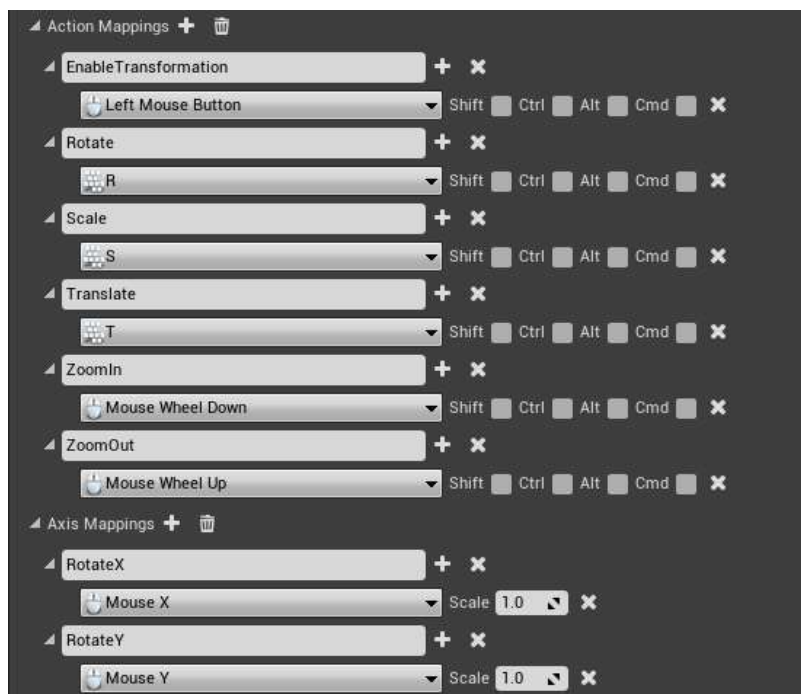 Action Mappings
EnableTransformation
Left Mouse Button Shift Ctrl Alt Cmd
Rotate
R Shift Ctrl Alt Cmd
Scale
S Shift Ctrl Alt Cmd
Translate
T Shift Ctrl Alt Cmd
ZoomIn
Mouse Wheel Down Shift Ctrl Alt Cmd
ZoomOut
Mouse Wheel Up Shift Ctrl Alt Cmd
Axis Mappings
RotateX
Mouse X Scale 1.0
RotateY
Mouse Y Scale 1.0